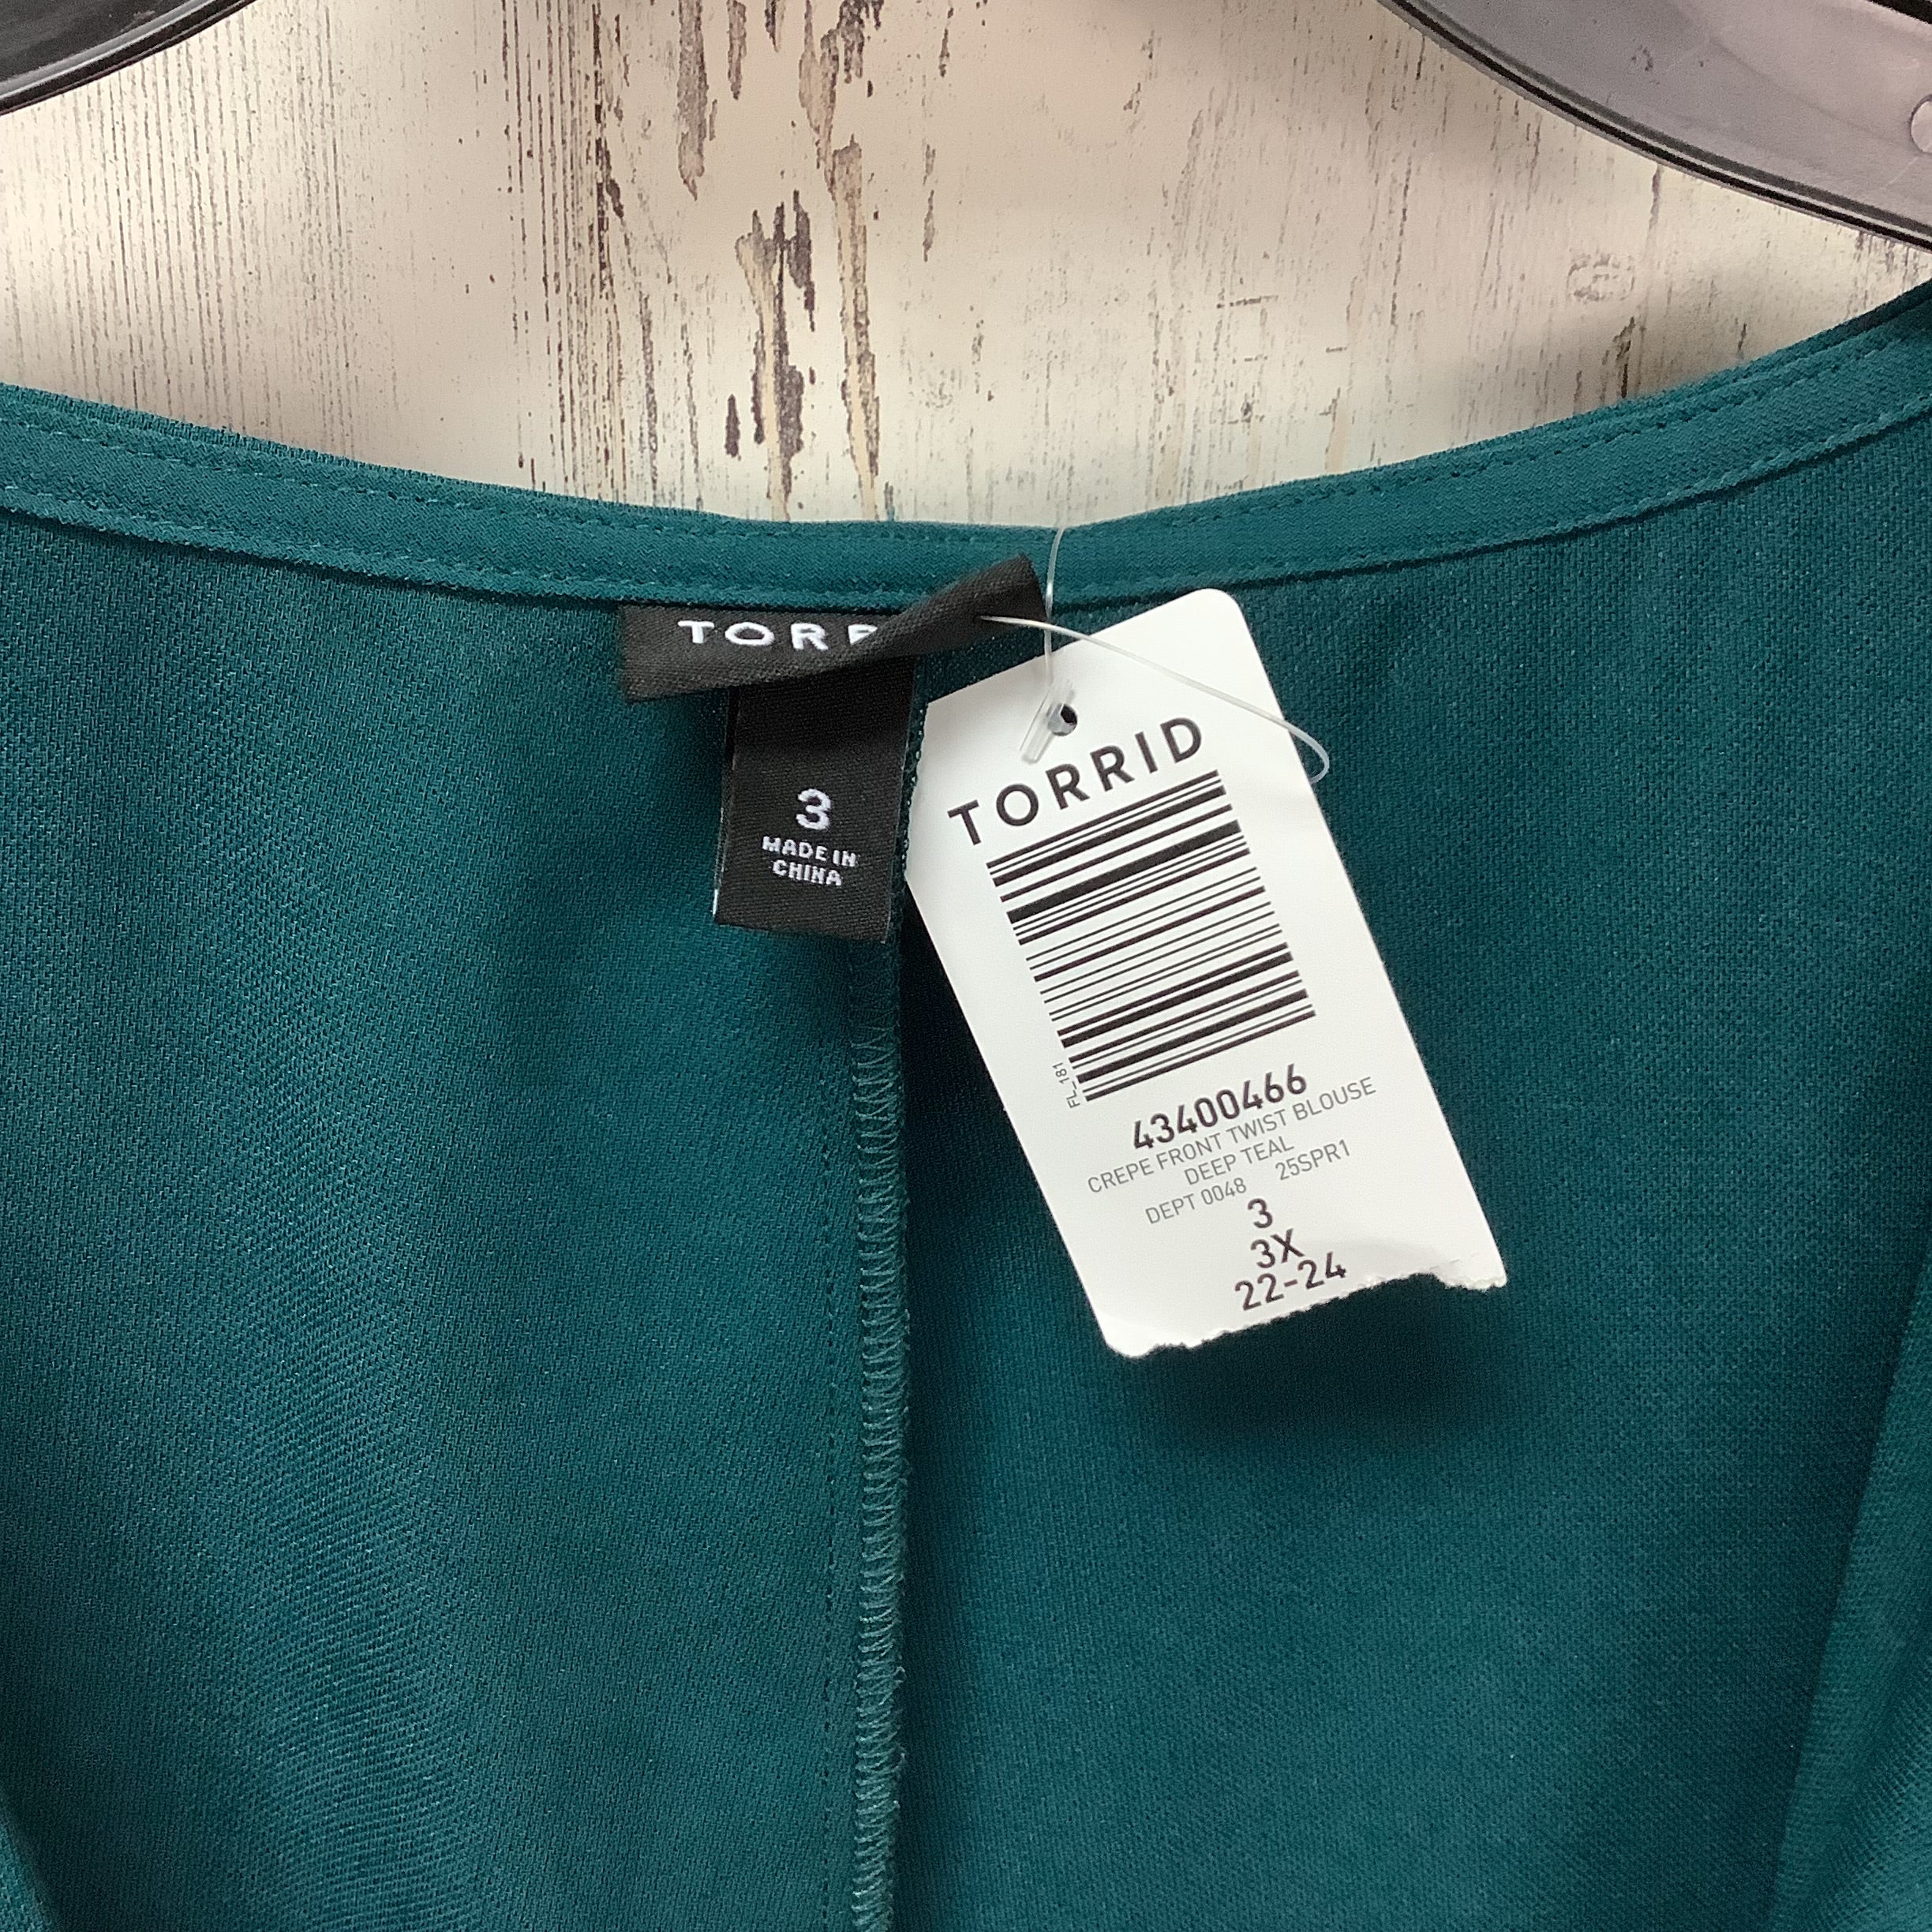 TORR
3
MADE IN
CHINA
TORRID
FL_181
43400466
CREPE FRONT TWIST BLOUSE
DEEP TEAL
DEPT 0048 25SPR1
3
3X
22-24